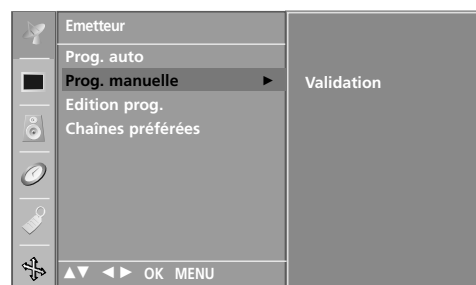 Emetteur
Prog. auto
Prog. manuelle ►
Validation
Edition prog.
Chaînes préférées
▲▼ ◄► OK MENU